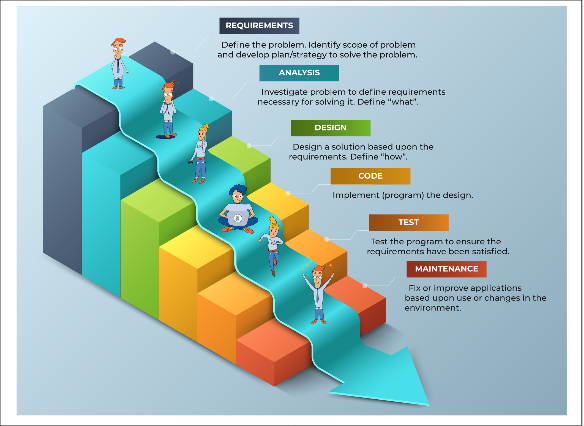 REQUIREMENTS
Define the problem. Identify scope of problem
and develop plan/strategy to solve the problem.
ANALYSIS
Investigate problem to define requirements
necessary for solving it. Define “what”.
DESIGN
Design a solution based upon the
requirements. Define “how”.
CODE
Implement (program) the design.
TEST
Test the program to ensure the
requirements have been satisfied.
MAINTENANCE
Fix or improve applications
based upon use or changes in the
environment.